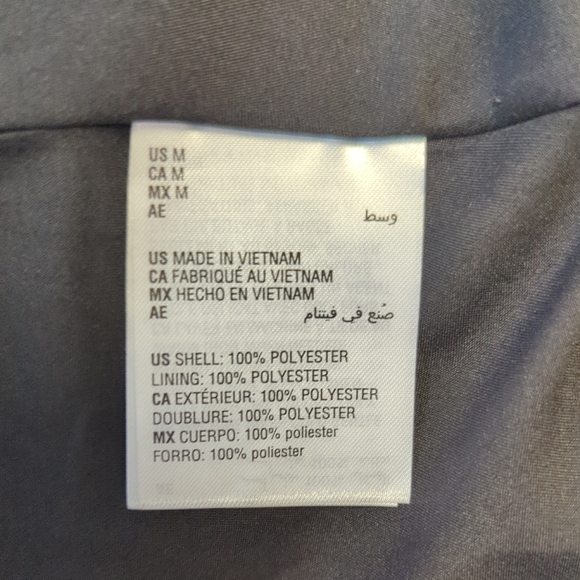 US M
CA M
MX M
AE وسط
US MADE IN VIETNAM
CA FABRIQUÉ AU VIETNAM
MX HECHO EN VIETNAM
AE صُنع في فيتنام
US SHELL: 100% POLYESTER
LINING: 100% POLYESTER
CA EXTÉRIEUR: 100% POLYESTER
DOUBLURE: 100% POLYESTER
MX CUERPO: 100% poliester
FORRO: 100% poliester